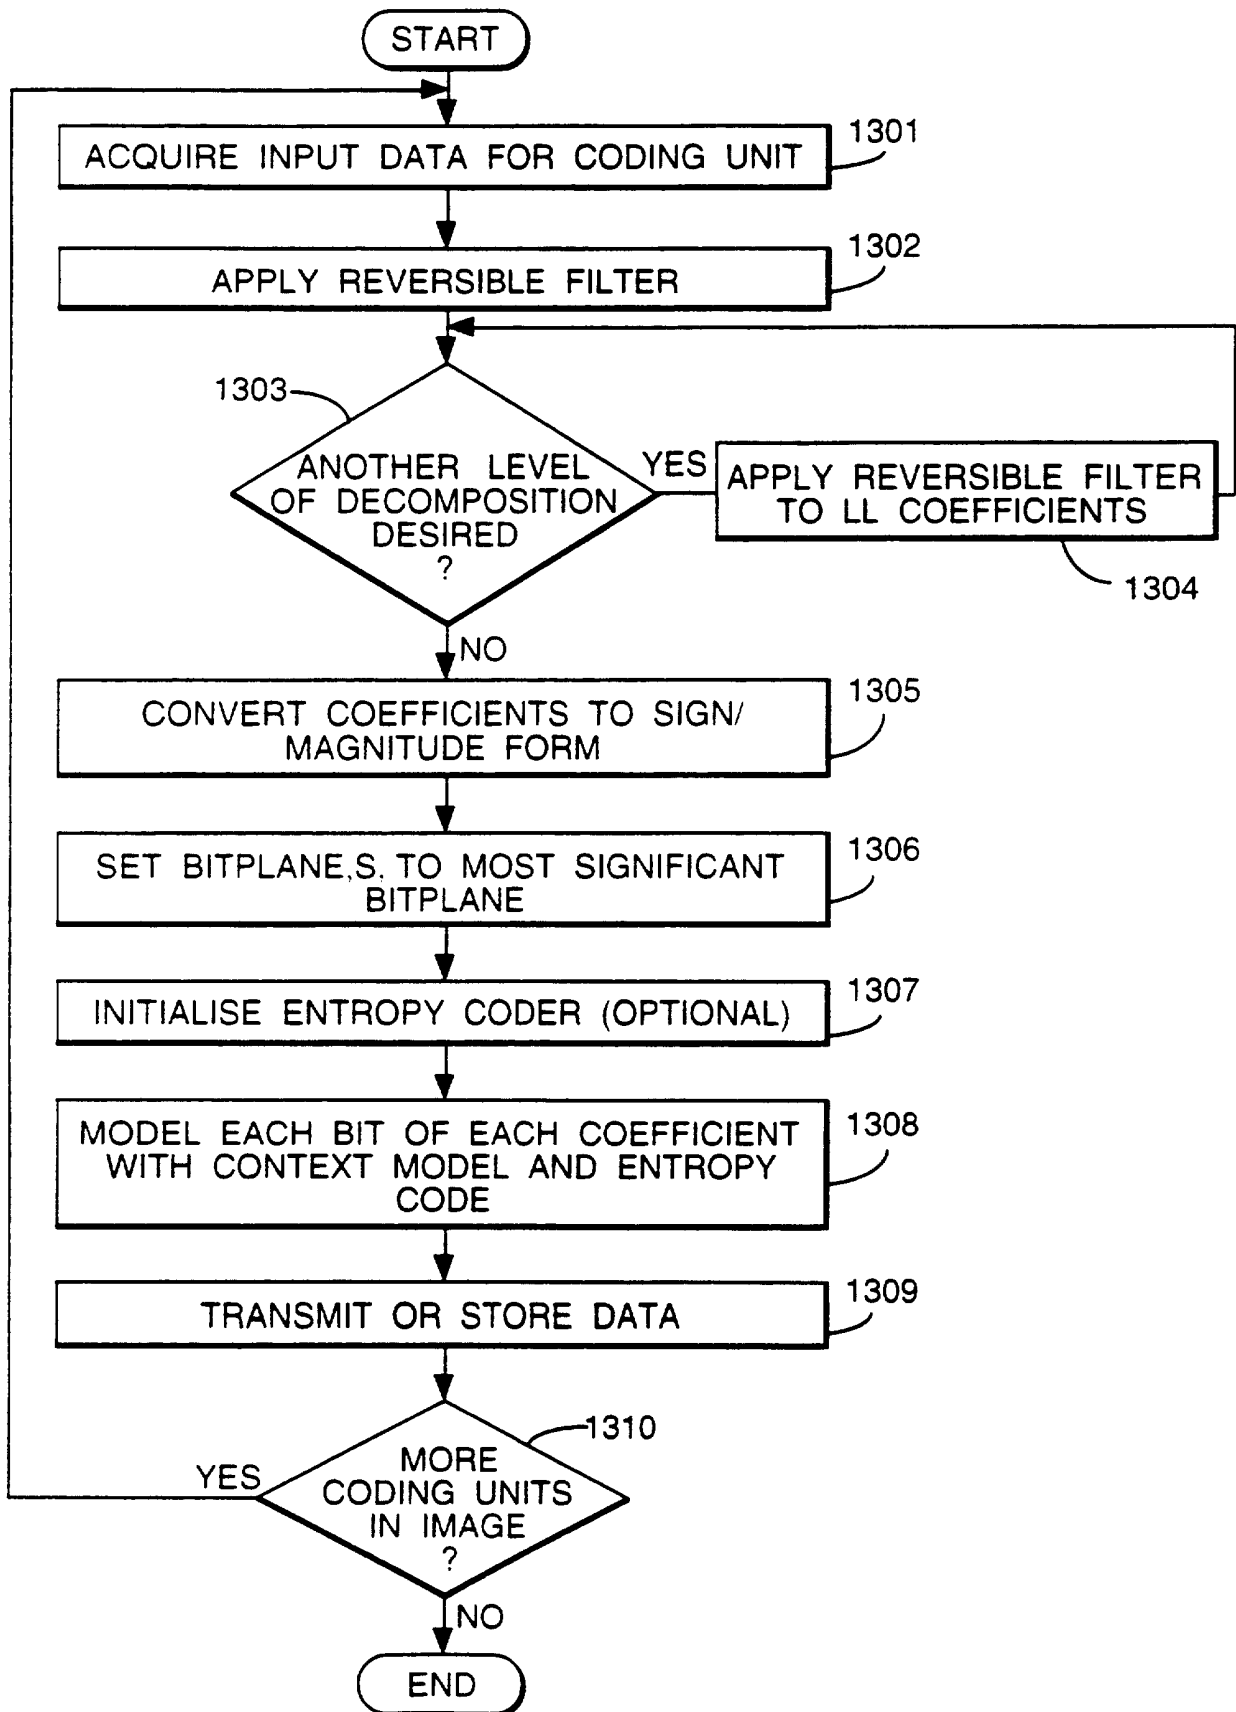 START
1301
ACQUIRE INPUT DATA FOR CODING UNIT
1302
APPLY REVERSIBLE FILTER
1303
ANOTHER LEVEL
OF DECOMPOSITION
DESIRED
?
YES
APPLY REVERSIBLE FILTER
TO LL COEFFICIENTS
1304
NO
1305
CONVERT COEFFICIENTS TO SIGN/
MAGNITUDE FORM
1306
SET BITPLANE,S, TO MOST SIGNIFICANT
BITPLANE
1307
INITIALISE ENTROPY CODER (OPTIONAL)
1308
MODEL EACH BIT OF EACH COEFFICIENT
WITH CONTEXT MODEL AND ENTROPY
CODE
1309
TRANSMIT OR STORE DATA
1310
YES
MORE
CODING UNITS
IN IMAGE
?
NO
END